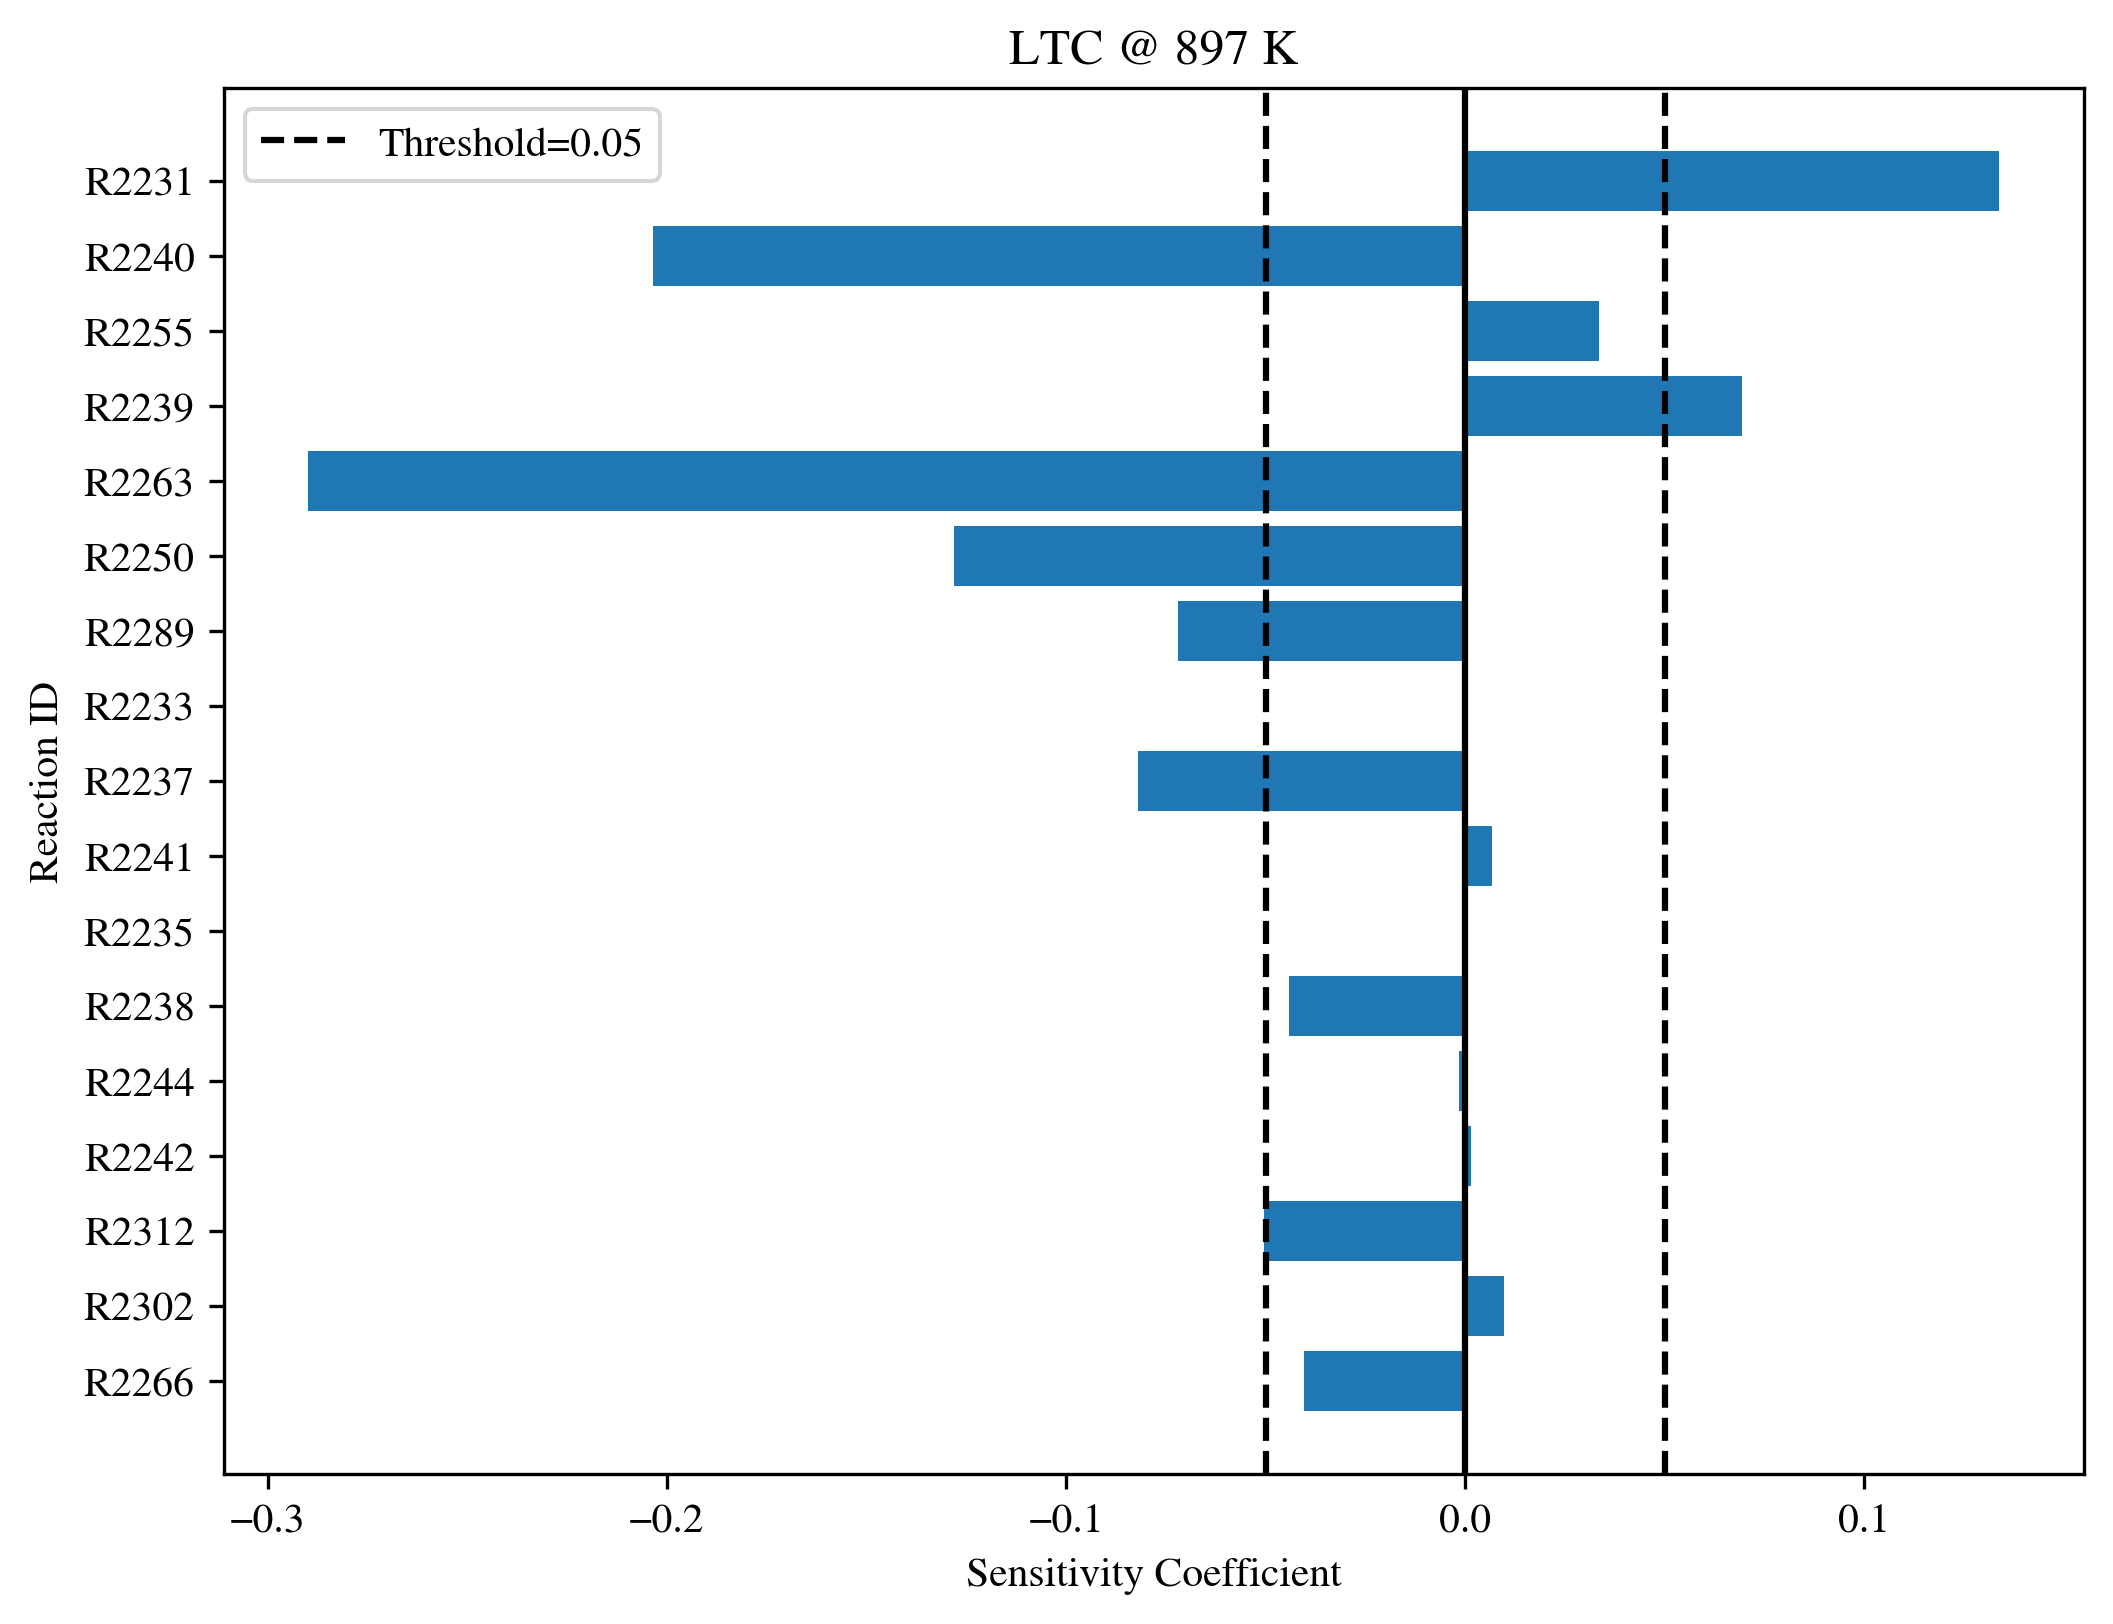 LTC @ 897 K
Threshold=0.05
R2231
R2240
R2255
R2239
R2263
R2250
R2289
R2233
R2237
R2241
R2235
R2238
R2244
R2242
R2312
R2302
R2266
Reaction ID
−0.3 −0.2 −0.1 0.0 0.1
Sensitivity Coefficient